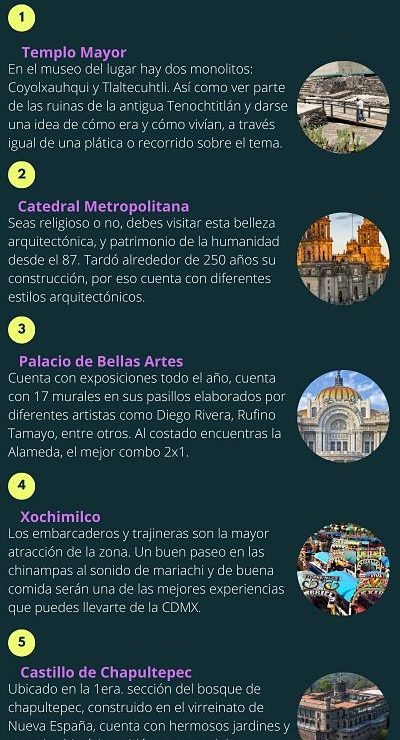 1
Templo Mayor
En el museo del lugar hay dos monolitos:
Coyolxauhqui y Tlaltecuhtli. Así como ver parte
de las ruinas de la antigua Tenochtitlán y darse
una idea de cómo era y cómo vivían, a través
igual de una plática o recorrido sobre el tema.
2
Catedral Metropolitana
Seas religioso o no, debes visitar esta belleza
arquitectónica, y patrimonio de la humanidad
desde el 87. Tardó alrededor de 250 años su
construcción, por eso cuenta con diferentes
estilos arquitectónicos.
3
Palacio de Bellas Artes
Cuenta con exposiciones todo el año, cuenta
con 17 murales en sus pasillos elaborados por
diferentes artistas como Diego Rivera, Rufino
Tamayo, entre otros. Al costado encuentras la
Alameda, el mejor combo 2x1.
4
Xochimilco
Los embarcaderos y trajineras son la mayor
atracción de la zona. Un buen paseo en las
chinampas al sonido de mariachi y de buena
comida serán una de las mejores experiencias
que puedes llevarte de la CDMX.
5
Castillo de Chapultepec
Ubicado en la 1era. sección del bosque de
chapultepec, construido en el virreinato de
Nueva España, cuenta con hermosos jardines y